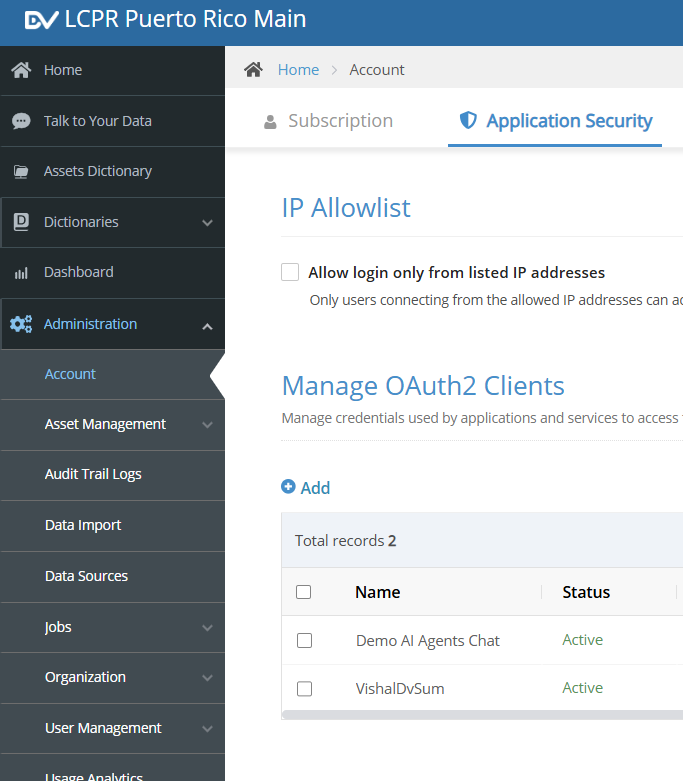 DV LCPR Puerto Rico Main
Home
Talk to Your Data
Assets Dictionary
Dictionaries
Dashboard
Administration
Account
Asset Management
Audit Trail Logs
Data Import
Data Sources
Jobs
Organization
User Management
Usage Analytics
Home > Account
Subscription
Application Security
IP Allowlist
Allow login only from listed IP addresses
Only users connecting from the allowed IP addresses can
Manage OAuth2 Clients
Manage credentials used by applications and services to access
Add
Total records 2
Name Status
Demo AI Agents Chat Active
VishalDvSum Active